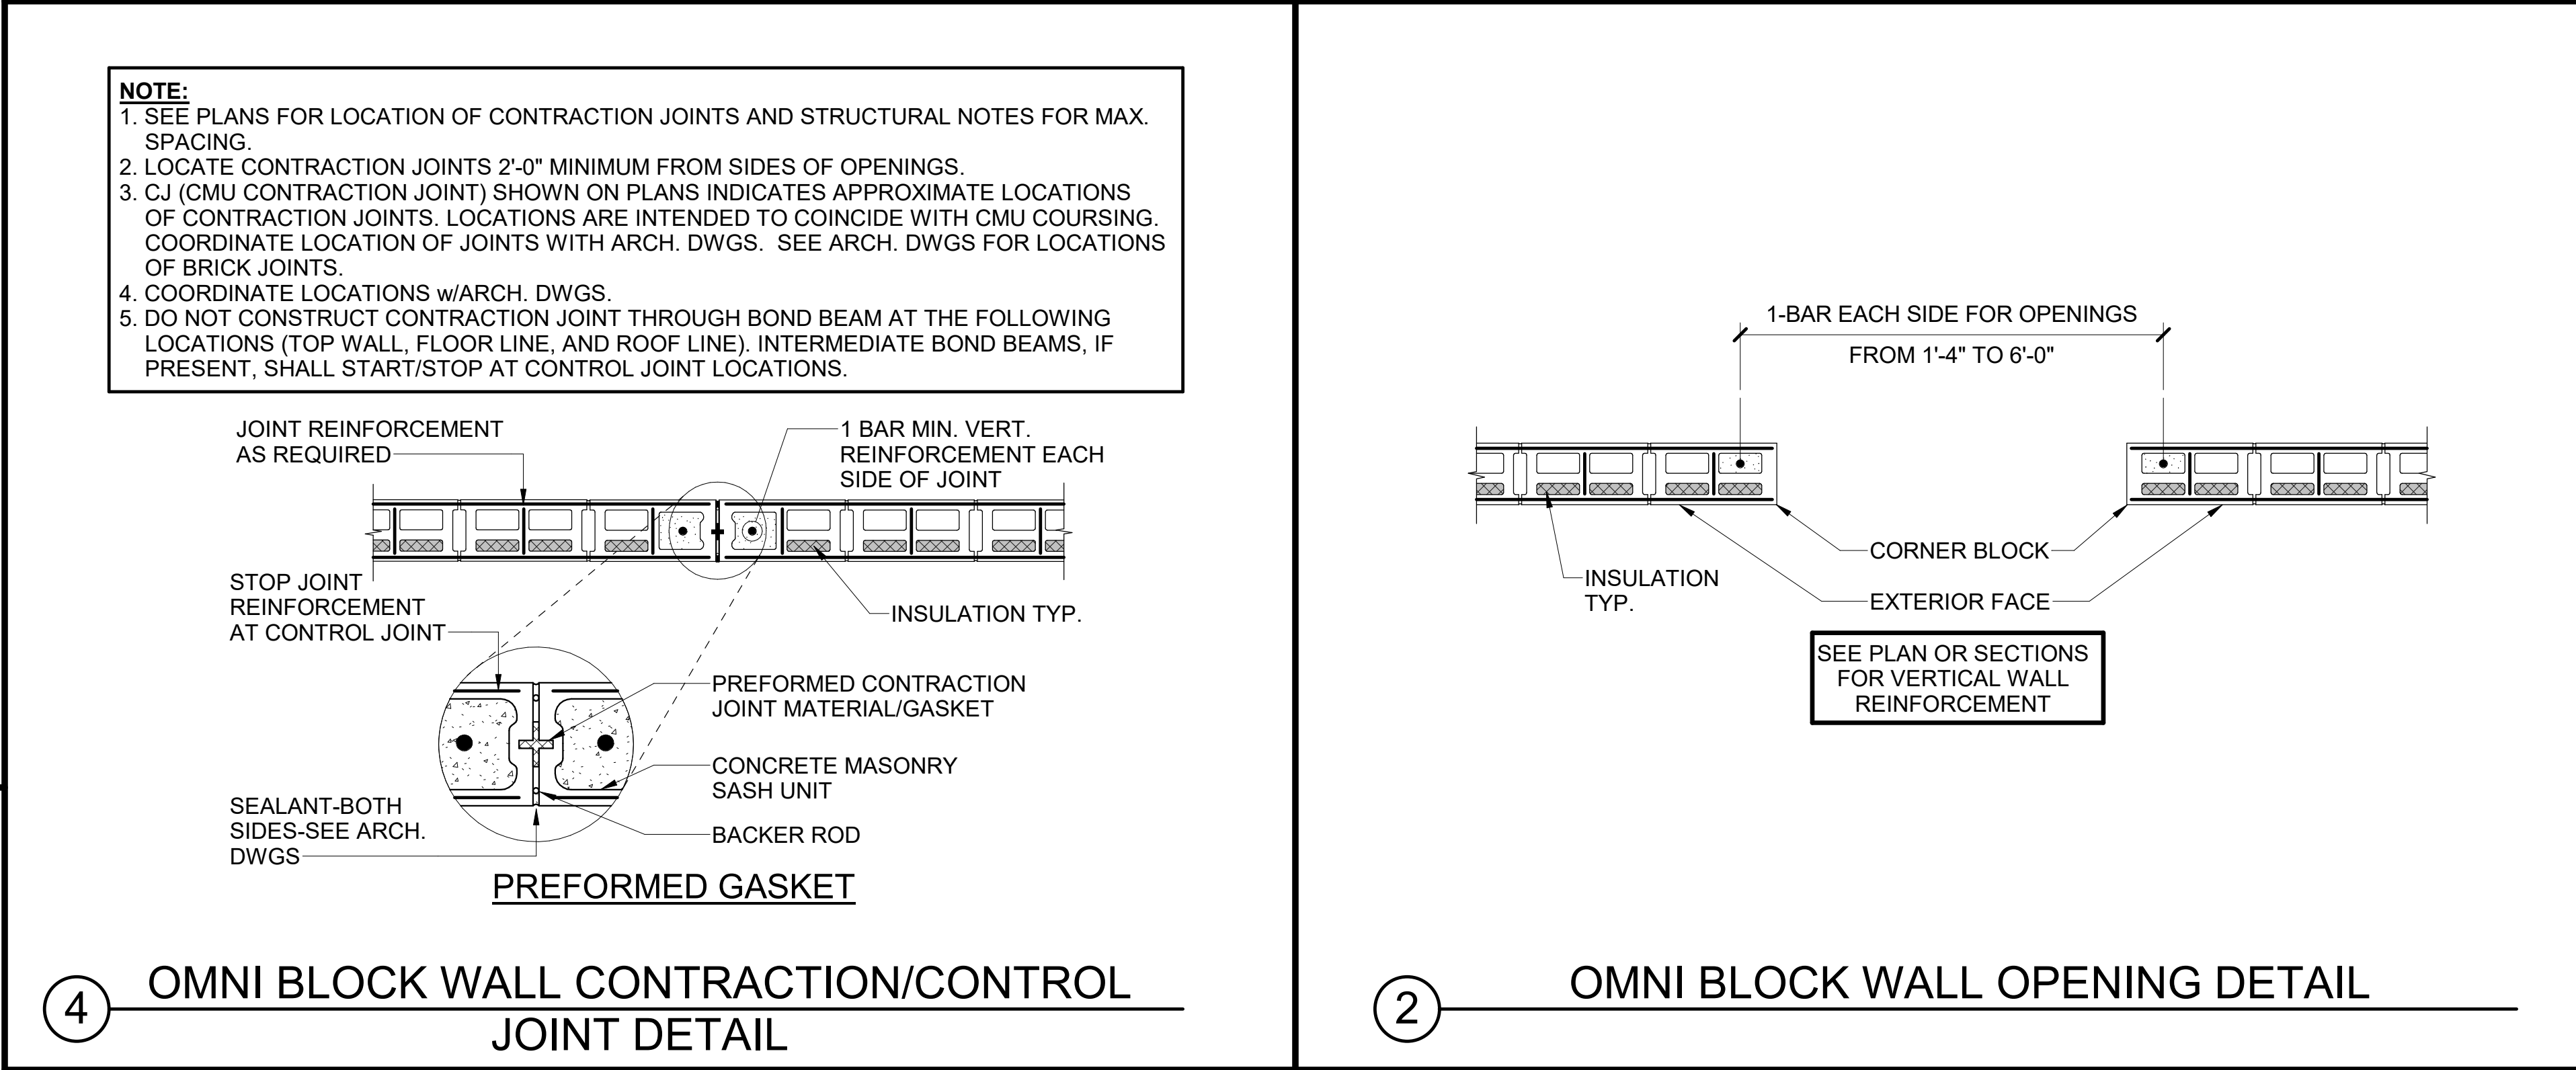 NOTE:
1. SEE PLANS FOR LOCATION OF CONTRACTION JOINTS AND STRUCTURAL NOTES FOR MAX.
SPACING.
2. LOCATE CONTRACTION JOINTS 2'-0" MINIMUM FROM SIDES OF OPENINGS.
3. CJ (CMU CONTRACTION JOINT) SHOWN ON PLANS INDICATES APPROXIMATE LOCATIONS
OF CONTRACTION JOINTS. LOCATIONS ARE INTENDED TO COINCIDE WITH CMU COURSING.
COORDINATE LOCATION OF JOINTS WITH ARCH. DWGS. SEE ARCH. DWGS FOR LOCATIONS
OF BRICK JOINTS.
4. COORDINATE LOCATIONS w/ARCH. DWGS.
5. DO NOT CONSTRUCT CONTRACTION JOINT THROUGH BOND BEAM AT THE FOLLOWING
LOCATIONS (TOP WALL, FLOOR LINE, AND ROOF LINE). INTERMEDIATE BOND BEAMS, IF
PRESENT, SHALL START/STOP AT CONTROL JOINT LOCATIONS.
JOINT REINFORCEMENT
AS REQUIRED
1 BAR MIN. VERT.
REINFORCEMENT EACH
SIDE OF JOINT
STOP JOINT
REINFORCEMENT
AT CONTROL JOINT
INSULATION TYP.
PREFORMED CONTRACTION
JOINT MATERIAL/GASKET
CONCRETE MASONRY
SASH UNIT
SEALANT-BOTH
SIDES-SEE ARCH.
DWGS
BACKER ROD
PREFORMED GASKET
4
OMNI BLOCK WALL CONTRACTION/CONTROL
JOINT DETAIL
1-BAR EACH SIDE FOR OPENINGS
FROM 1'-4" TO 6'-0"
CORNER BLOCK
INSULATION
TYP.
EXTERIOR FACE
SEE PLAN OR SECTIONS
FOR VERTICAL WALL
REINFORCEMENT
2
OMNI BLOCK WALL OPENING DETAIL